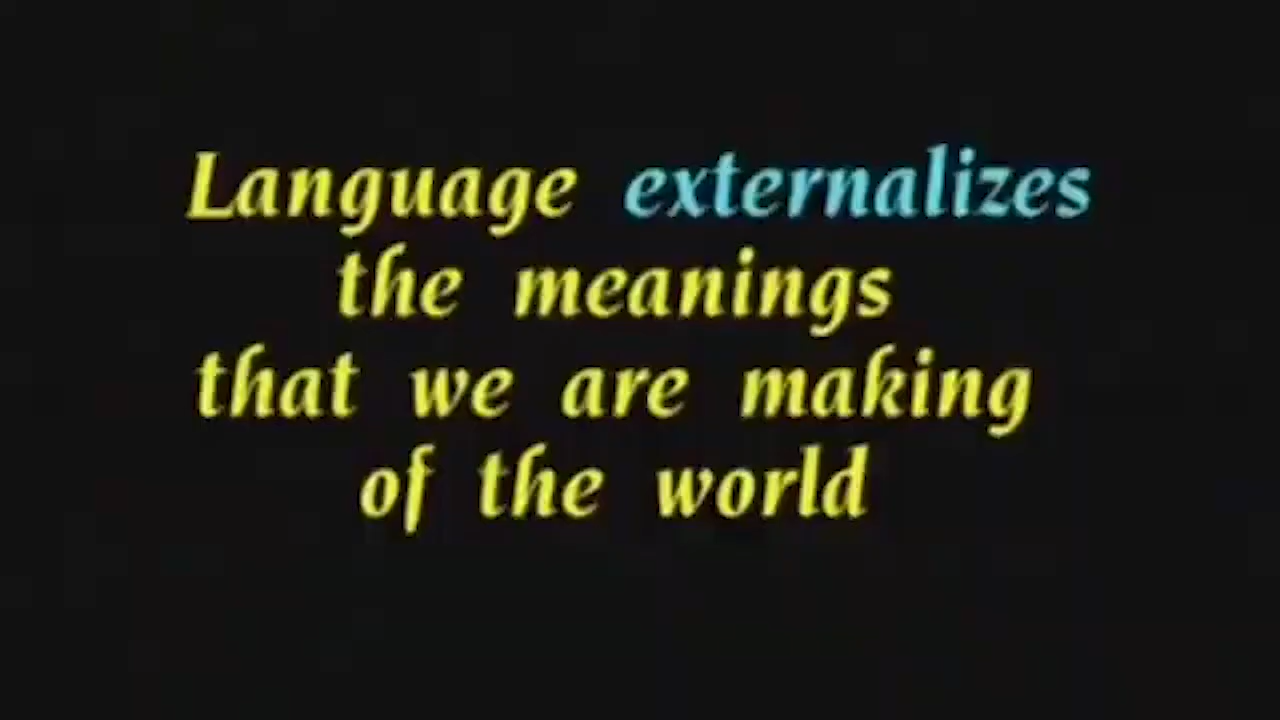 Language externalizes
the meanings
that we are making
of the world